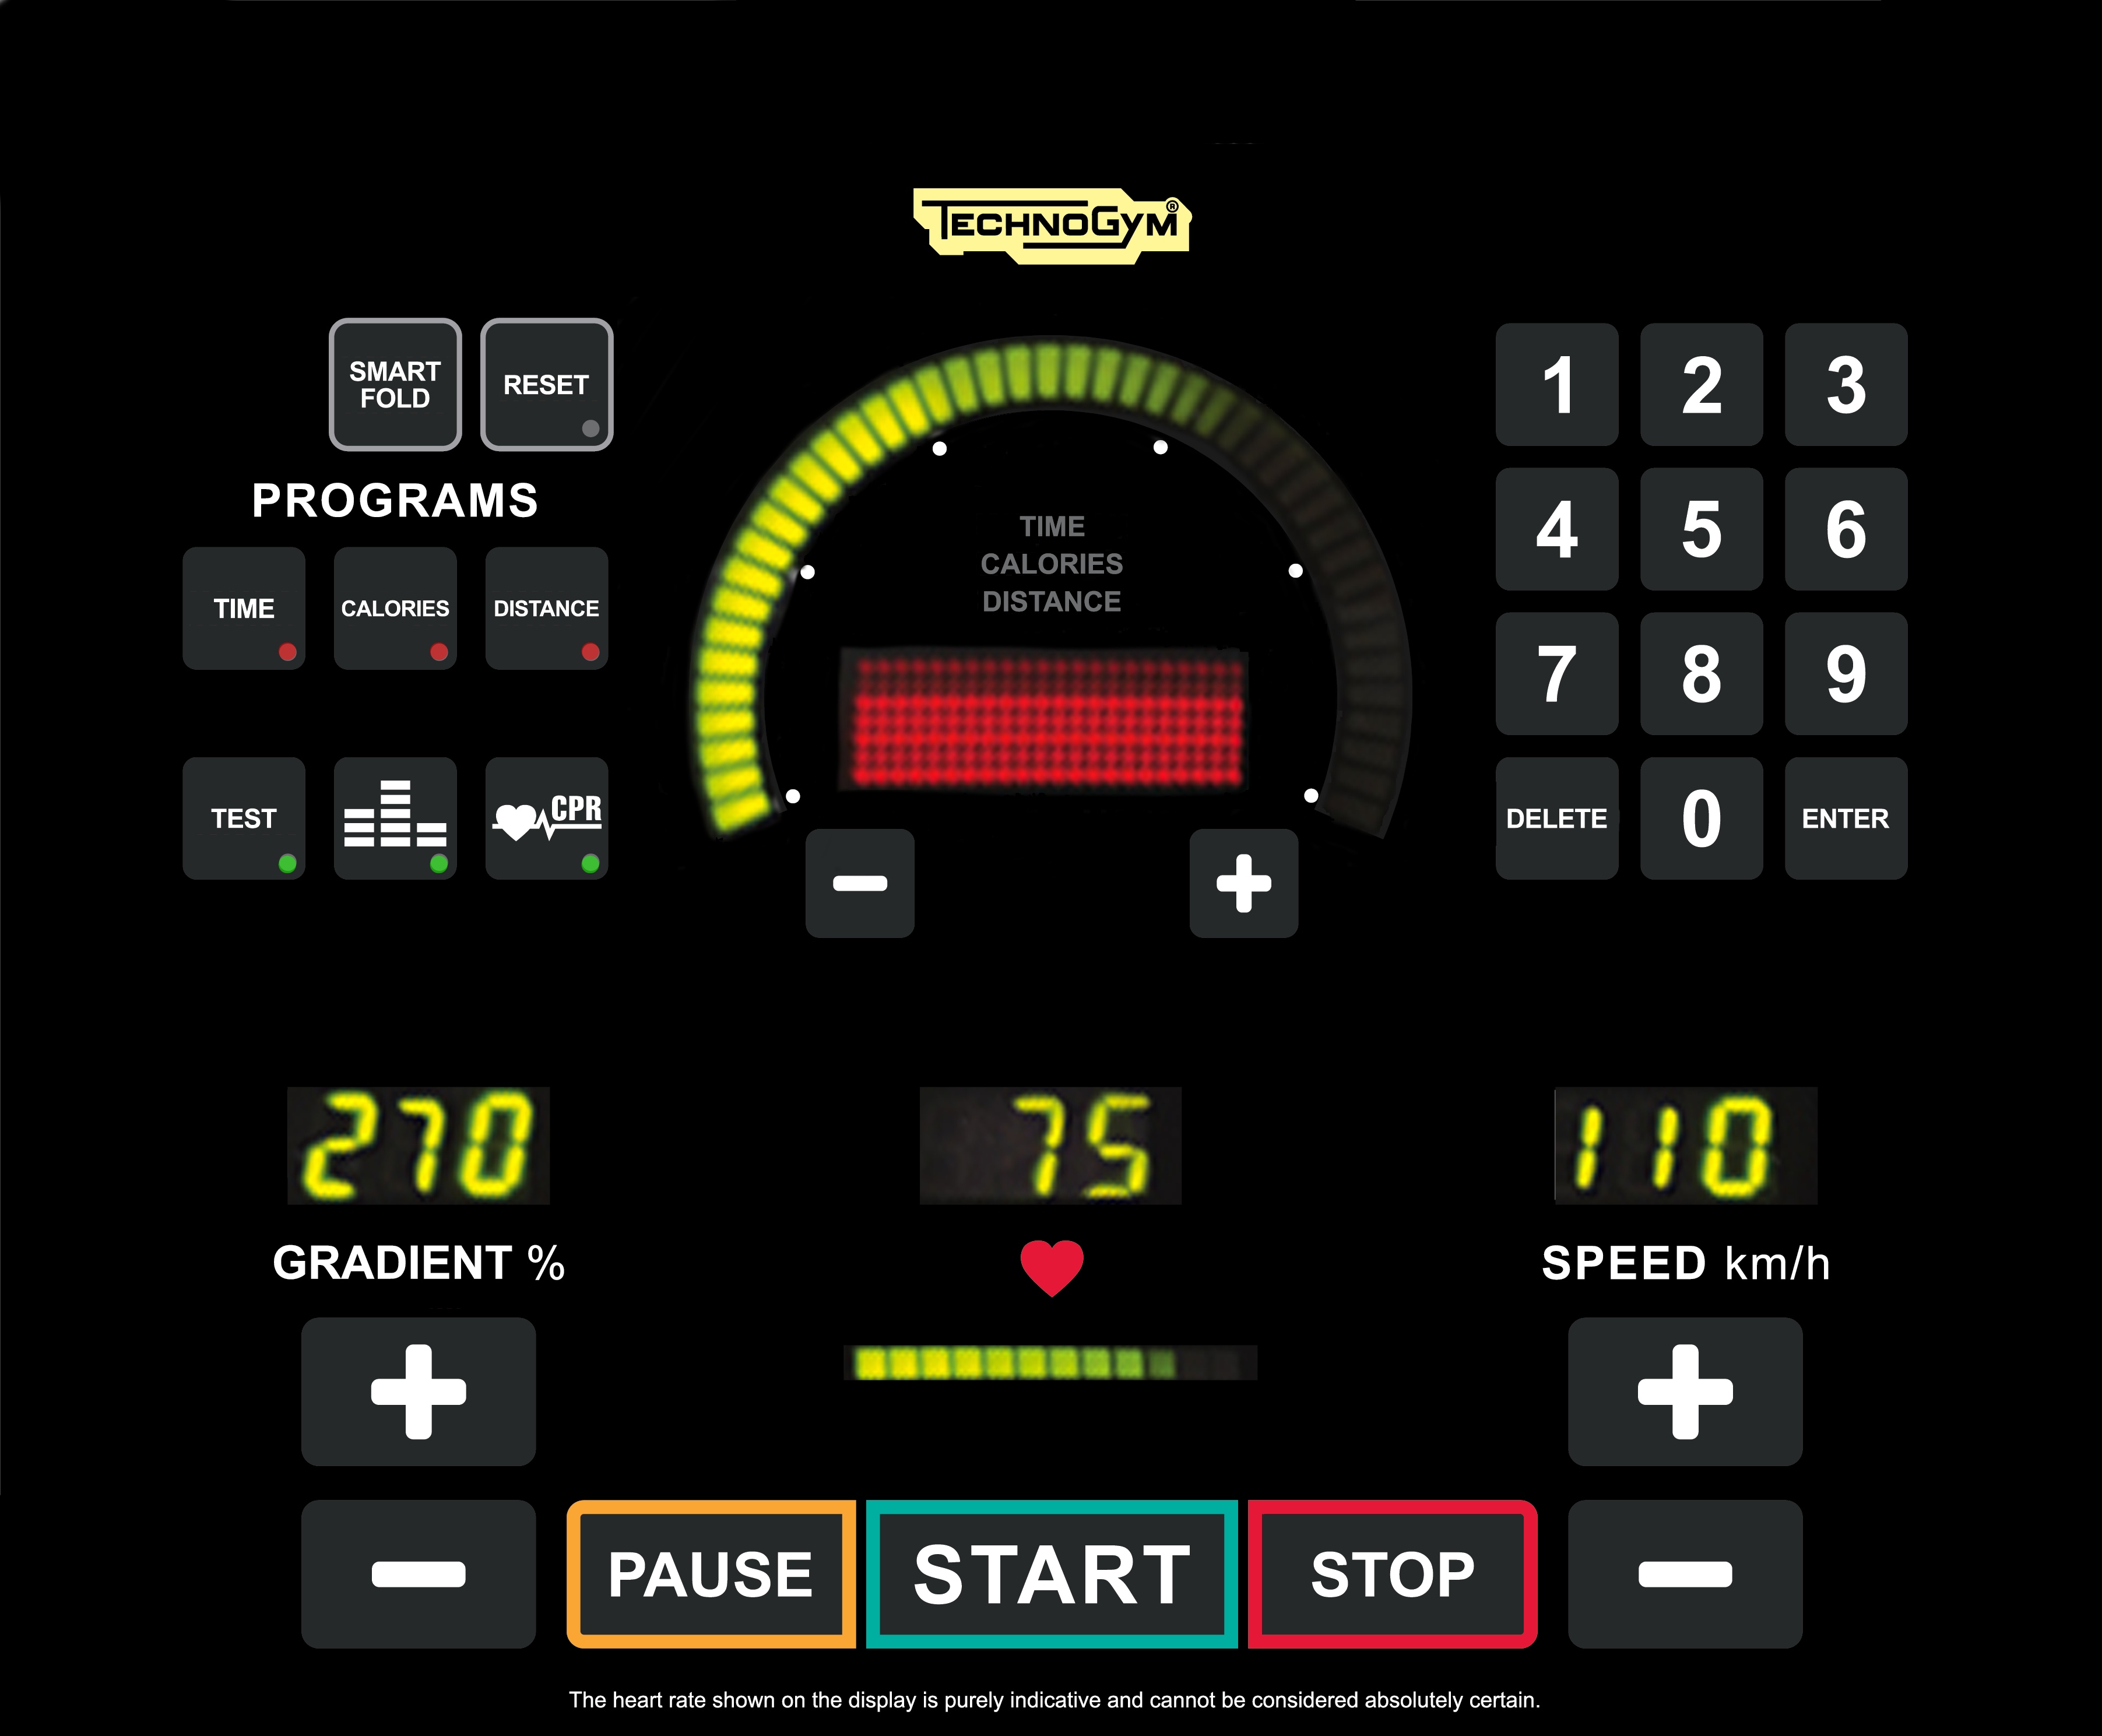 TECHNOGYM®
SMART
FOLD
RESET
PROGRAMS
TIME
CALORIES
DISTANCE
TEST
CPR
TIME
CALORIES
DISTANCE
1 2 3
4 5 6
7 8 9
DELETE 0 ENTER
− +
270
GRADIENT %
75
110
SPEED km/h
+ +
− −
PAUSE START STOP
The heart rate shown on the display is purely indicative and cannot be considered absolutely certain.